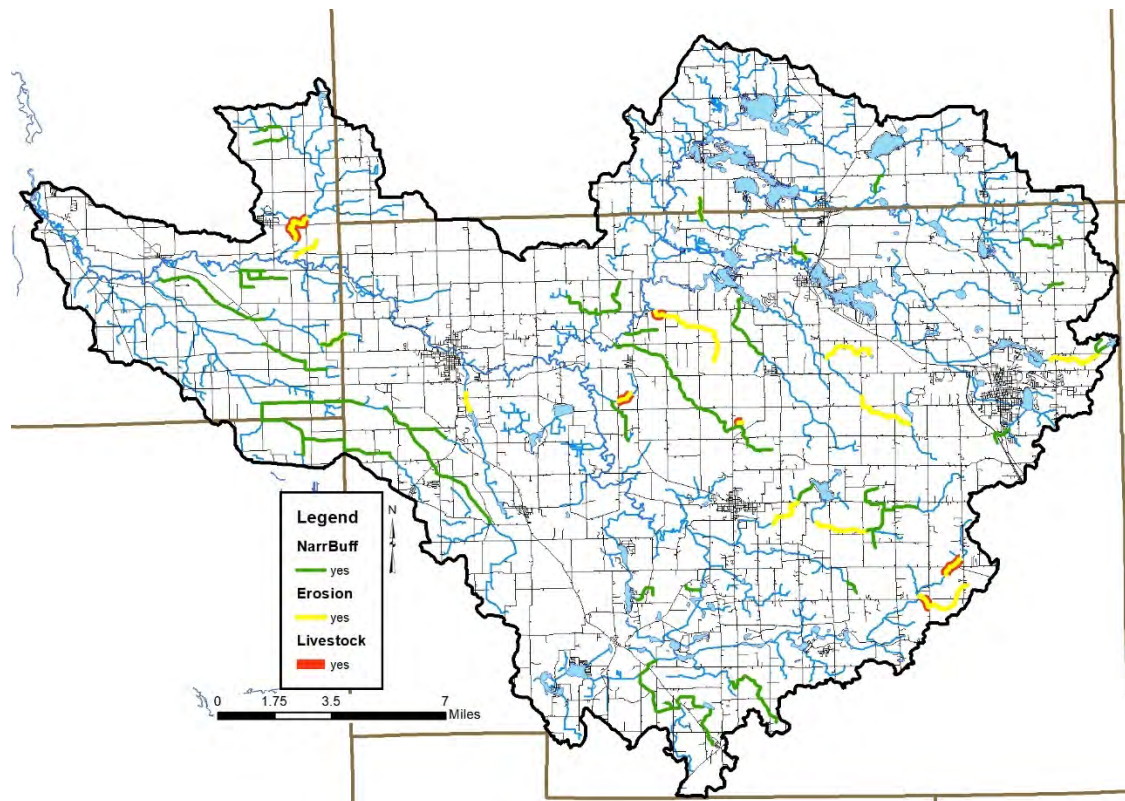 Legend
N
NarrBuff
yes
Erosion
yes
Livestock
yes
0 1.75 3.5 7
Miles